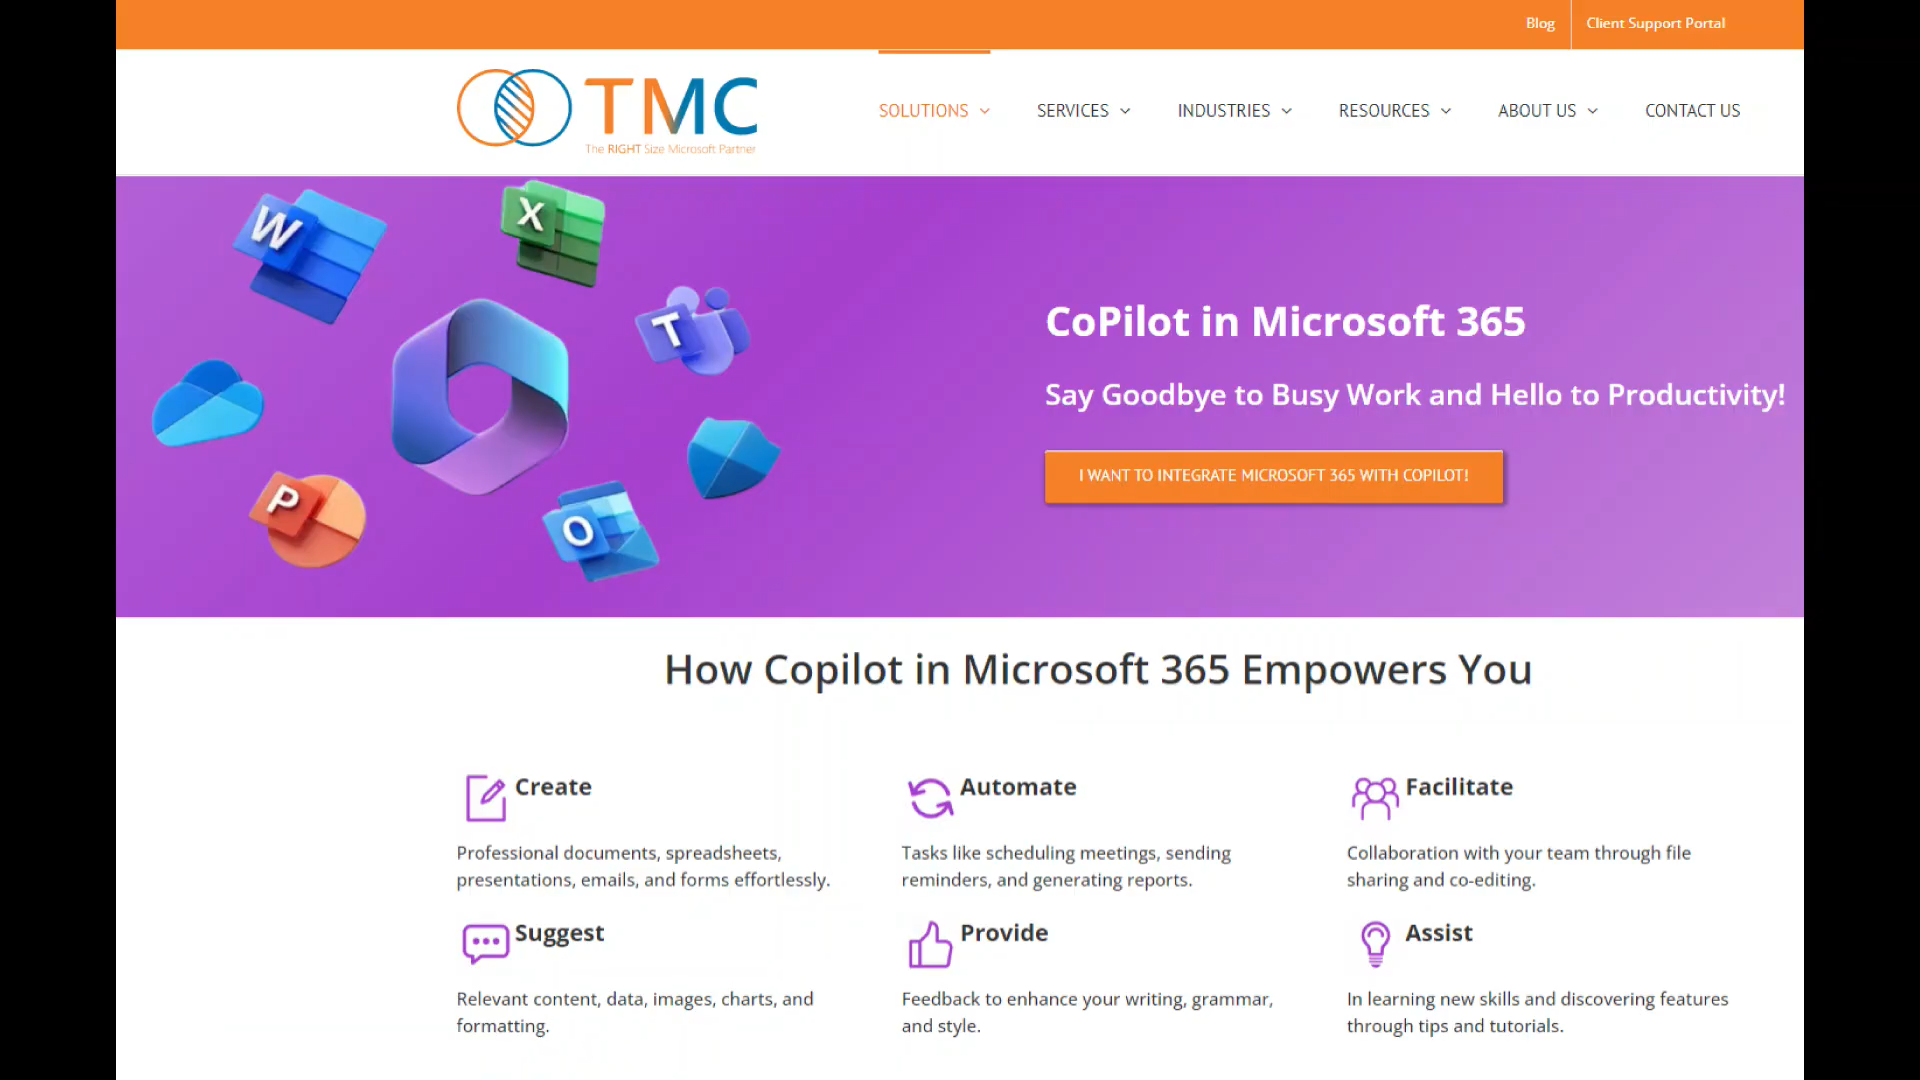 Blog
Client Support Portal
TMC
The RIGHT Size Microsoft Partner
SOLUTIONS
SERVICES
INDUSTRIES
RESOURCES
ABOUT US
CONTACT US
W
X
T
P
O
CoPilot in Microsoft 365
Say Goodbye to Busy Work and Hello to Productivity!
I WANT TO INTEGRATE MICROSOFT 365 WITH COPILOT!
How Copilot in Microsoft 365 Empowers You
Create
Professional documents, spreadsheets,
presentations, emails, and forms effortlessly.
Automate
Tasks like scheduling meetings, sending
reminders, and generating reports.
Facilitate
Collaboration with your team through file
sharing and co-editing.
Suggest
Relevant content, data, images, charts, and
formatting.
Provide
Feedback to enhance your writing, grammar,
and style.
Assist
In learning new skills and discovering features
through tips and tutorials.